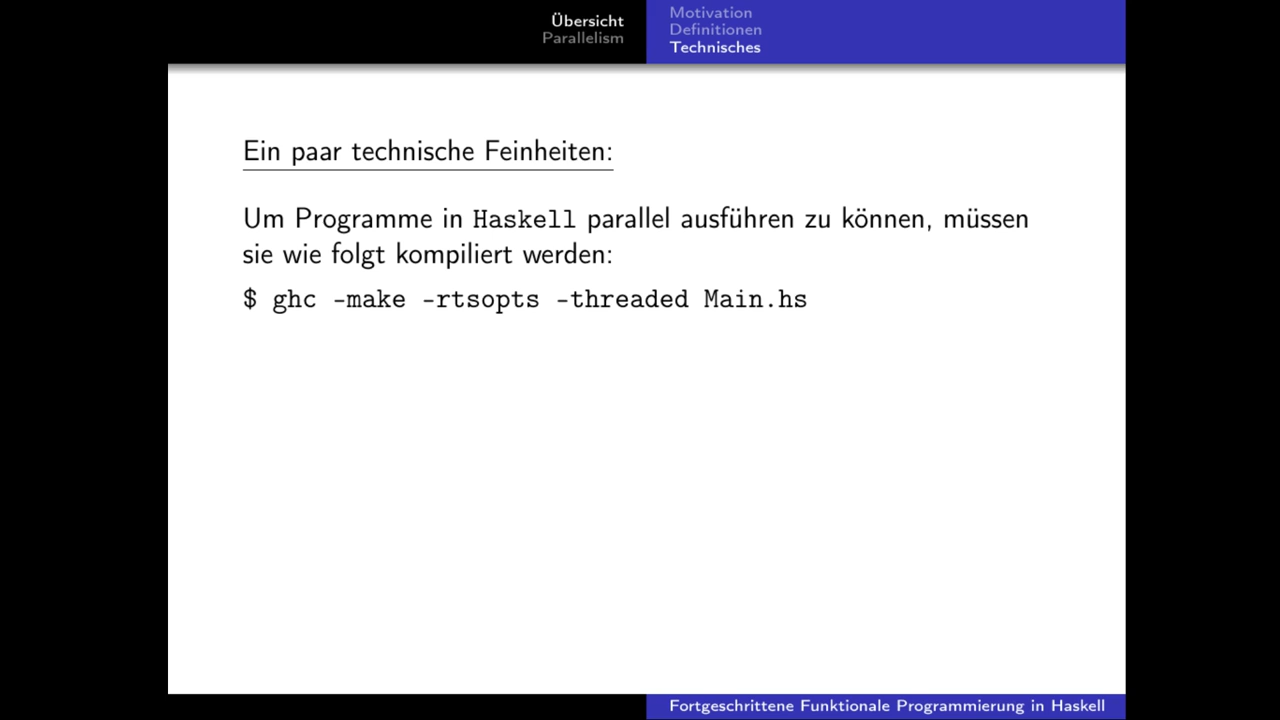 Übersicht
Parallelism
Motivation
Definitionen
Technisches
Ein paar technische Feinheiten:
Um Programme in Haskell parallel ausführen zu können, müssen
sie wie folgt kompiliert werden:
$ ghc -make -rtsopts -threaded Main.hs
Fortgeschrittene Funktionale Programmierung in Haskell